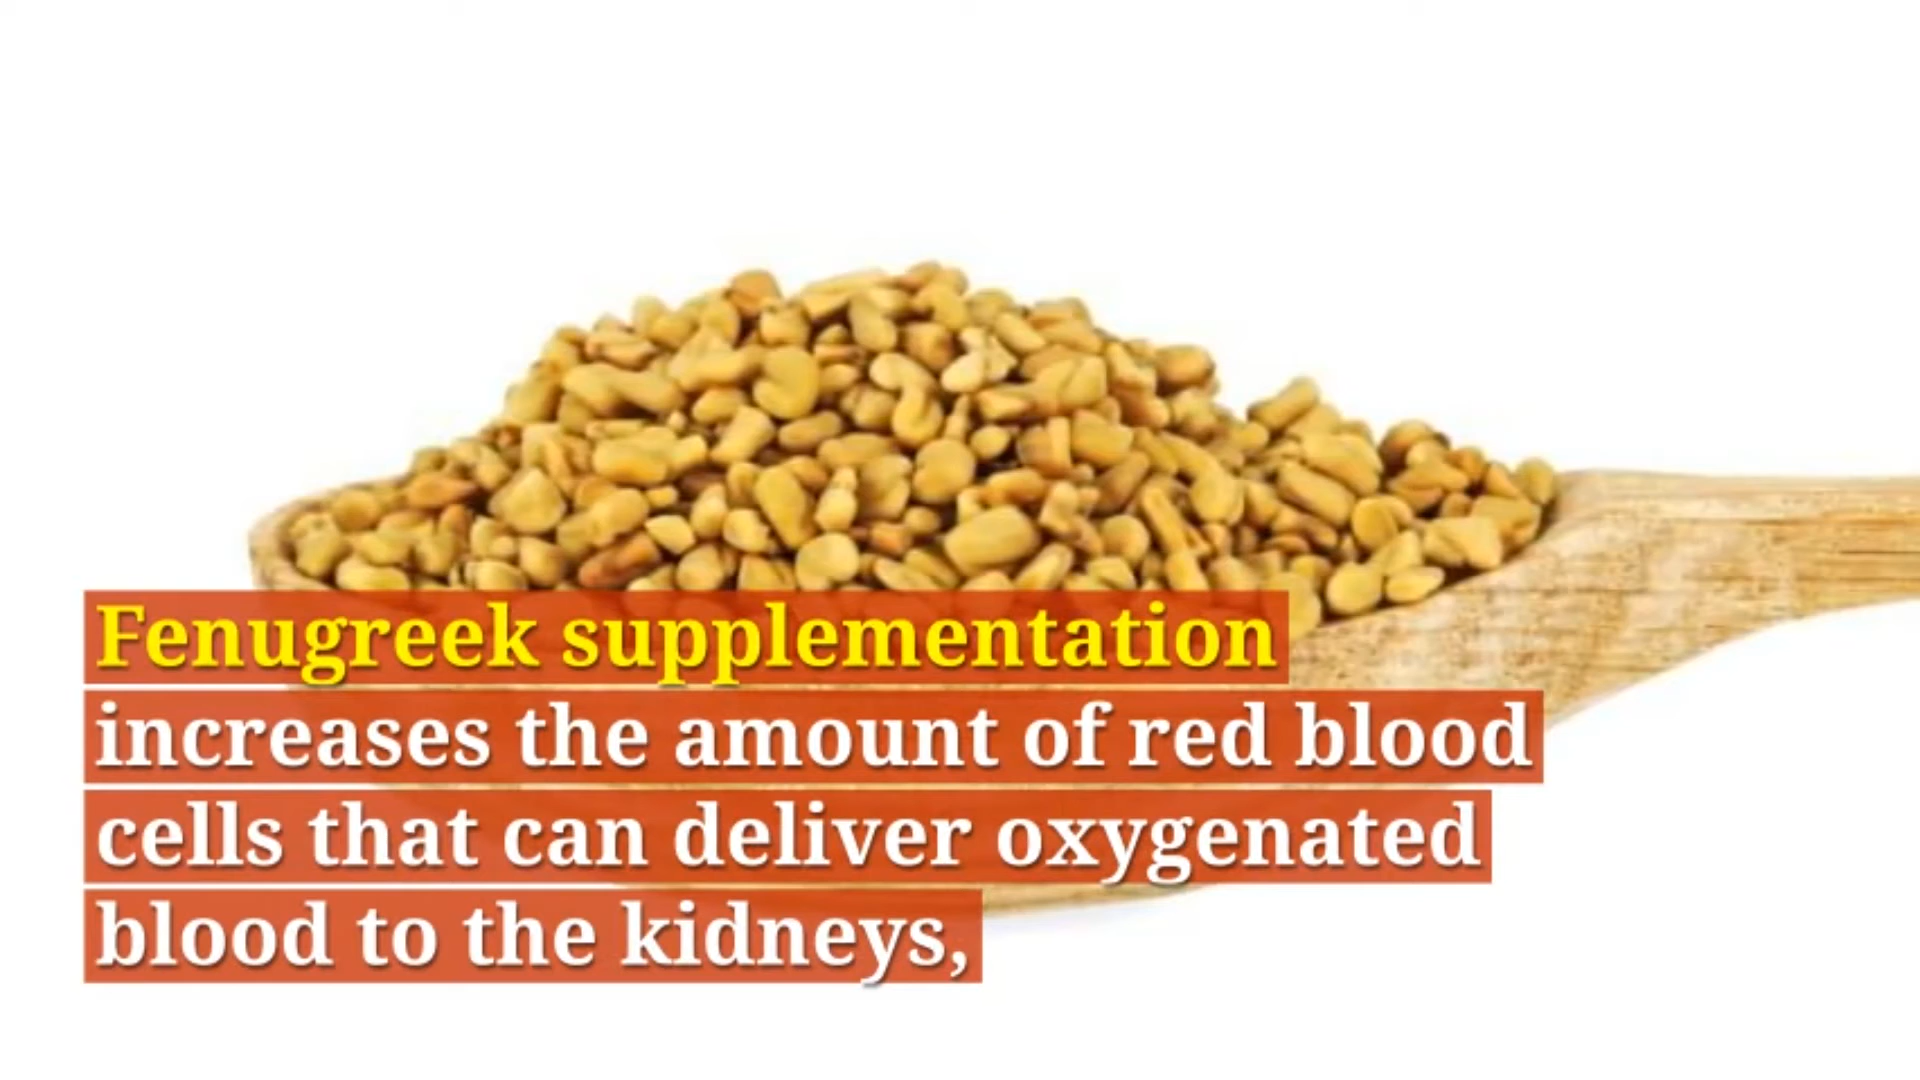 Fenugreek supplementation
increases the amount of red blood
cells that can deliver oxygenated
blood to the kidneys,